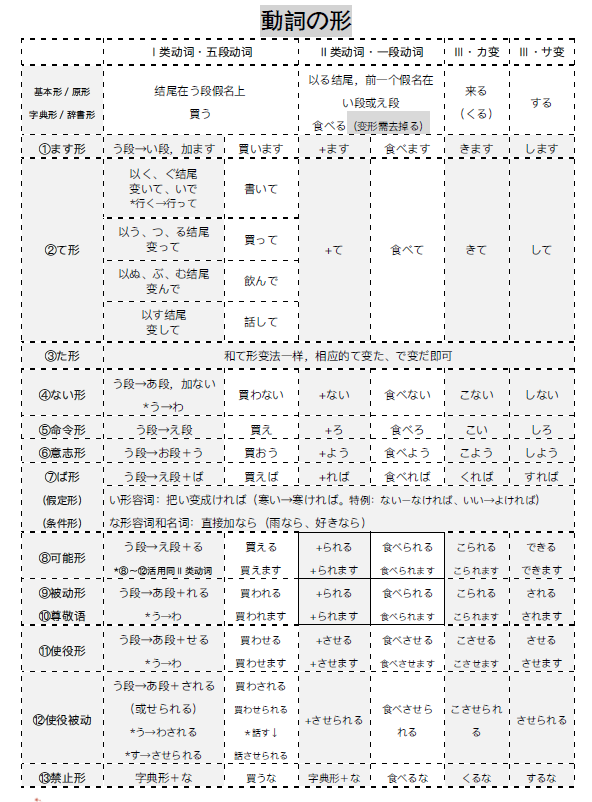 動詞の形
Ⅰ类动词·五段动词 Ⅱ类动词·一段动词 Ⅲ·カ变 Ⅲ·サ变
基本形/原形
字典形/辞書形
结尾在う段假名上
買う
以る结尾，前一个假名在
い段或え段
食べる（变形需去掉る）
来る
（くる）
する
①ます形 う段→い段，加ます 買います +ます 食べます きます します
②て形
以く、ぐ结尾
变いて、いで
*行く→行って
書いて
以う、つ、る结尾
变って
買って
以ぬ、ぶ、む结尾
变んで
飲んで
以す结尾
变して
話して
+て 食べて きて して
③た形 和て形变法一样，相应的て变た、で变だ即可
④ない形
う段→あ段，加ない
*う→わ
買わない +ない 食べない こない しない
⑤命令形 う段→え段 買え +ろ 食べろ こい しろ
⑥意志形 う段→お段＋う 買おう +よう 食べよう こよう しよう
⑦ば形 う段→え段＋ば 買えば +れば 食べれば くれば すれば
(假定形) い形容词：把い变成ければ（寒い→寒ければ。特例：ない－なければ、いい→よければ）
(条件形) な形容词和名词：直接加なら（雨なら、好きなら）
⑧可能形 う段→え段＋る 買える +られる 食べられる こられる できる
*⑧～⑫活用同Ⅱ类动词 買えます +られます 食べられます こられます できます
⑨被动形 う段→あ段+れる 買われる +られる 食べられる こられる される
⑩尊敬语 *う→わ 買われます +られます 食べられます こられます されます
⑪使役形
う段→あ段+せる 買わせる +させる 食べさせる こさせる させる
*う→わ 買わせます +させます 食べさせます こさせます させます
⑫使役被动
う段→あ段＋される
（或せられる）
*う→わされる
*す→させられる
買わされる
買わせられる
*話す↓
話させられる
+させられる
食べさせら
れる
こさせられ
る
させられる
⑬禁止形 字典形＋な 買うな 字典形＋な 食べるな くるな するな